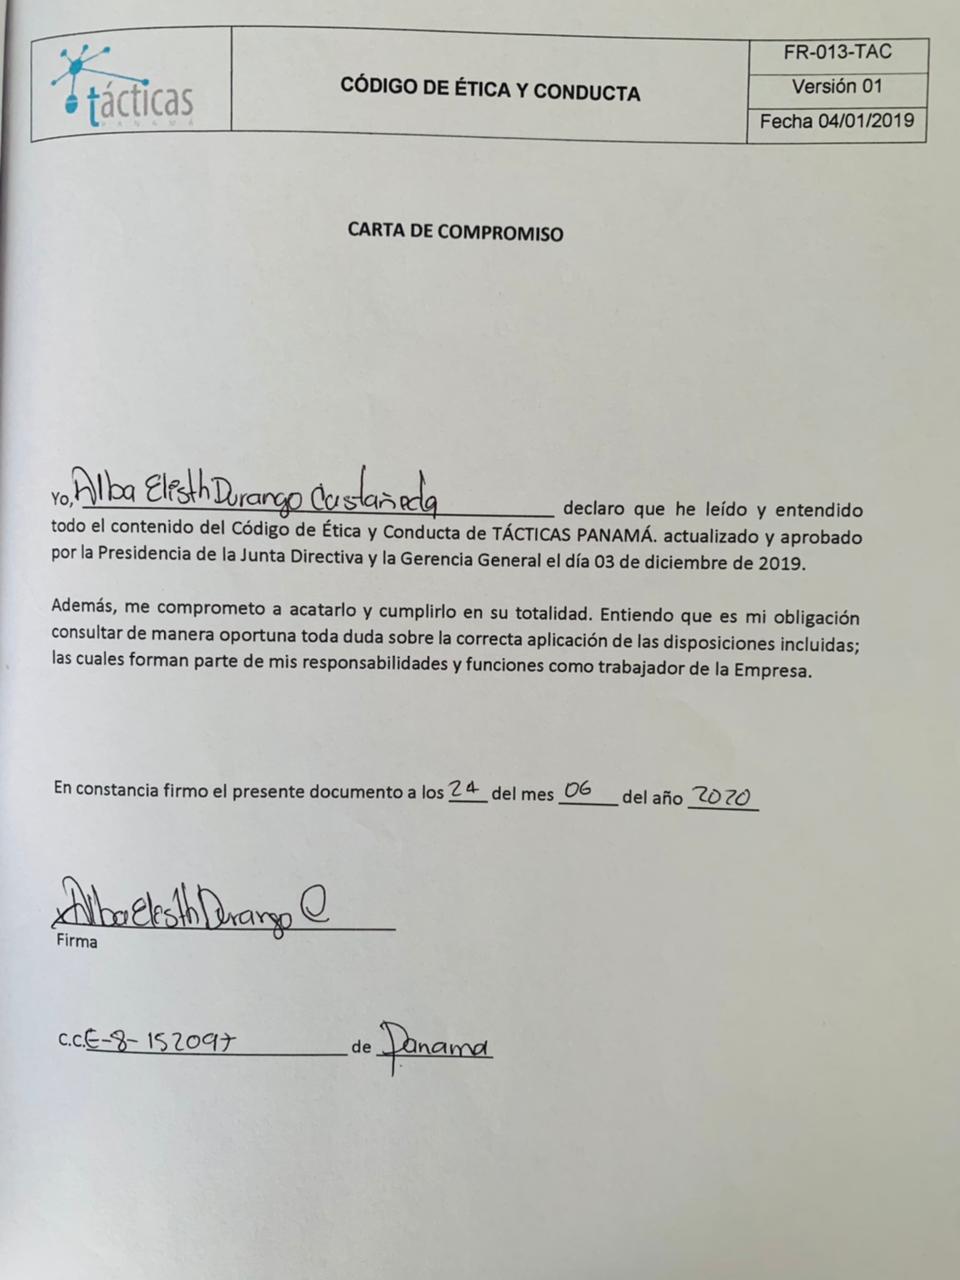 tácticas
PANAMÁ
CÓDIGO DE ÉTICA Y CONDUCTA
FR-013-TAC
Versión 01
Fecha 04/01/2019
CARTA DE COMPROMISO
Yo, Alba Elesth Durango Castañeda declaro que he leído y entendido
todo el contenido del Código de Ética y Conducta de TÁCTICAS PANAMÁ. actualizado y aprobado
por la Presidencia de la Junta Directiva y la Gerencia General el día 03 de diciembre de 2019.
Además, me comprometo a acatarlo y cumplirlo en su totalidad. Entiendo que es mi obligación
consultar de manera oportuna toda duda sobre la correcta aplicación de las disposiciones incluidas;
las cuales forman parte de mis responsabilidades y funciones como trabajador de la Empresa.
En constancia firmo el presente documento a los 24 del mes 06 del año 2020
Alba Elesth Durango C
Firma
C.C. E-8-152097 de Panama